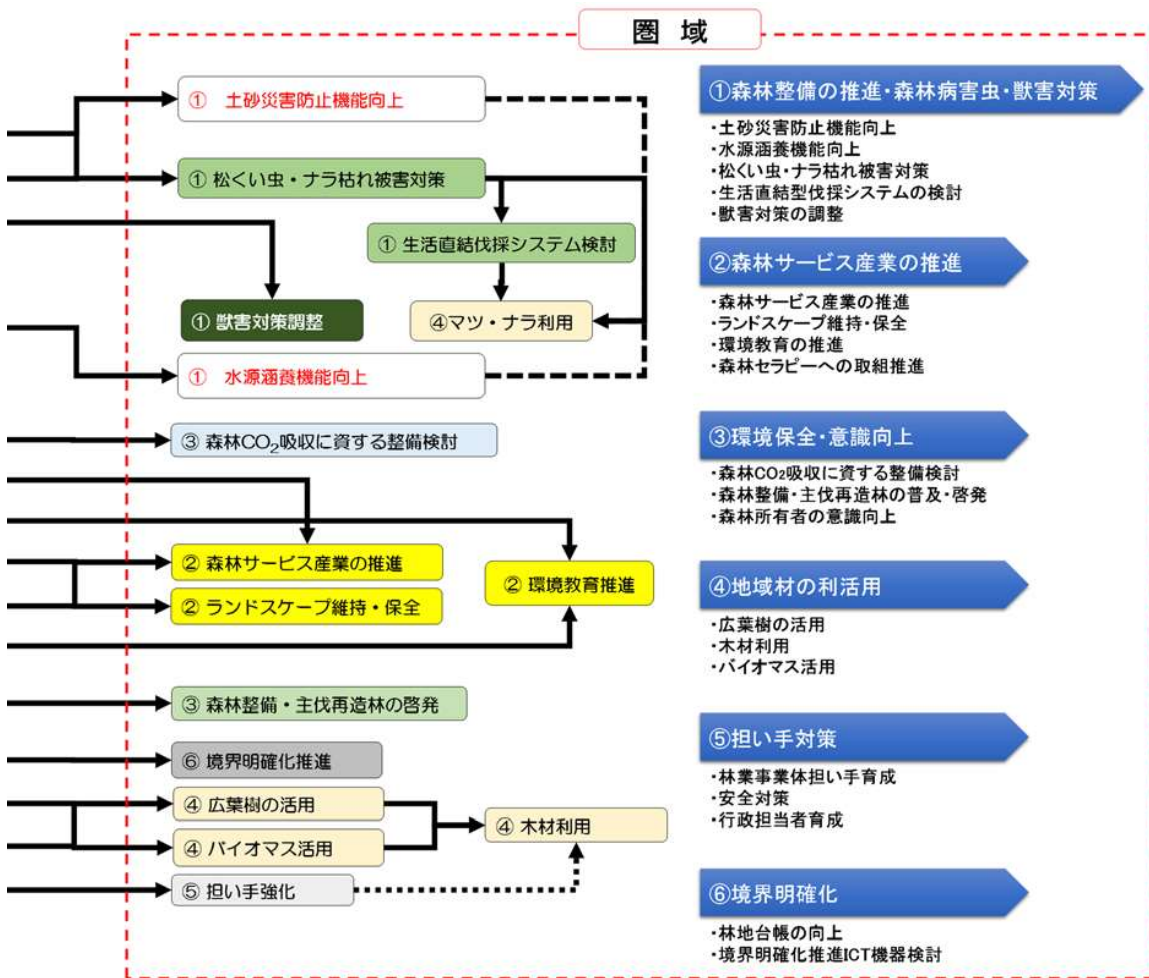 圏 域
① 土砂災害防止機能向上
① 松くい虫・ナラ枯れ被害対策
① 生活直結伐採システム検討
① 獣害対策調整
④マツ・ナラ利用
① 水源涵養機能向上
③ 森林CO₂吸収に資する整備検討
② 森林サービス産業の推進
② 環境教育推進
② ランドスケープ維持・保全
③ 森林整備・主伐再造林の啓発
⑥ 境界明確化推進
④ 広葉樹の活用
④ 木材利用
④ バイオマス活用
⑤ 担い手強化
①森林整備の推進・森林病害虫・獣害対策
・土砂災害防止機能向上
・水源涵養機能向上
・松くい虫・ナラ枯れ被害対策
・生活直結型伐採システムの検討
・獣害対策の調整
②森林サービス産業の推進
・森林サービス産業の推進
・ランドスケープ維持・保全
・環境教育の推進
・森林セラピーへの取組推進
③環境保全・意識向上
・森林CO₂吸収に資する整備検討
・森林整備・主伐再造林の普及・啓発
・森林所有者の意識向上
④地域材の利活用
・広葉樹の活用
・木材利用
・バイオマス活用
⑤担い手対策
・林業事業体担い手育成
・安全対策
・行政担当者育成
⑥境界明確化
・林地台帳の向上
・境界明確化推進ICT機器検討